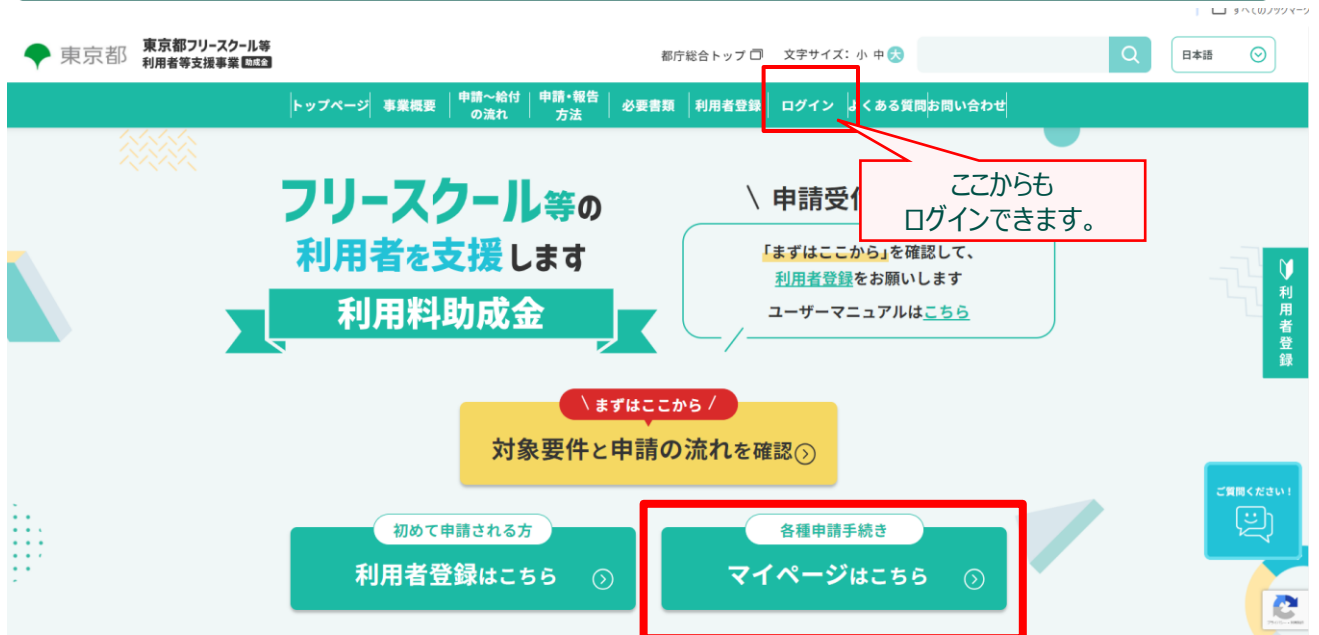 すべてのブックマーク
東京都
東京都フリースクール等
利用者等支援事業 助成金
都庁総合トップ
文字サイズ: 小 中 大
日本語
トップページ
事業概要
申請~給付
の流れ
申請・報告
方法
必要書類
利用者登録
ログイン
よくある質問
お問い合わせ
ここからも
ログインできます。
フリースクール等の
利用者を支援します
利用料助成金
\ 申請受付
「まずはここから」を確認して、
利用者登録をお願いします
ユーザーマニュアルはこちら
利用者登録
\ まずはここから /
対象要件と申請の流れを確認
ご質問ください!
初めて申請される方
利用者登録はこちら
各種申請手続き
マイページはこちら